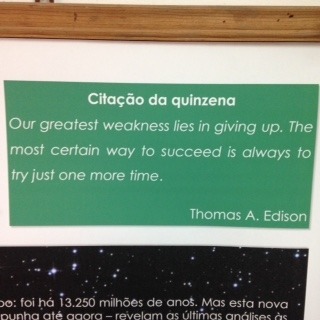 Citação da quinzena
Our greatest weakness lies in giving up. The
most certain way to succeed is always to
try just one more time.
Thomas A. Edison
foi há 13.250 milhões de anos. Mas esta nova
punha até agora – revelam as últimas análises às